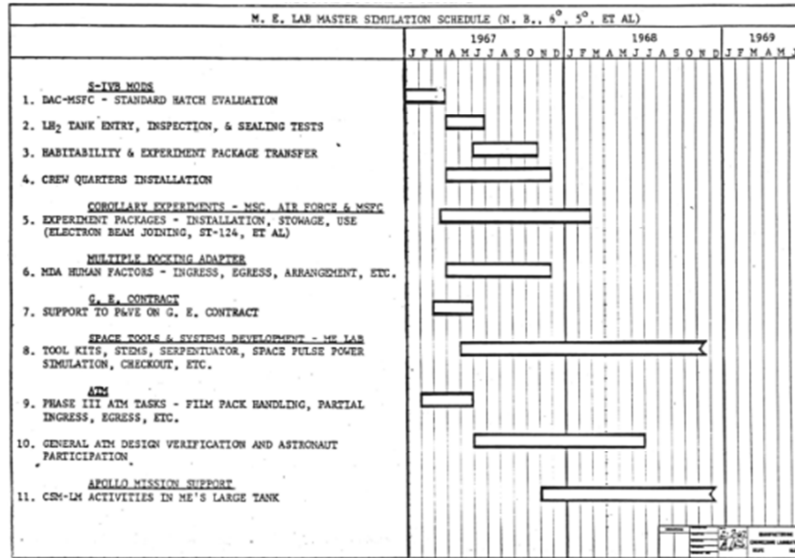 M. E. LAB MASTER SIMULATION SCHEDULE (N. B., 6°, 5°, ET AL)
1967 1968 1969
J F M A M J J A S O N D J F M A M J J A S O N D J F M A M J
S-IVB MODS
1. DAC-MSFC - STANDARD HATCH EVALUATION
2. LH2 TANK ENTRY, INSPECTION, & SEALING TESTS
3. HABITABILITY & EXPERIMENT PACKAGE TRANSFER
4. CREW QUARTERS INSTALLATION
COROLLARY EXPERIMENTS - MSC, AIR FORCE & MSFC
5. EXPERIMENT PACKAGES - INSTALLATION, STOWAGE, USE
(ELECTRON BEAM JOINING, ST-124, ET AL)
MULTIPLE DOCKING ADAPTER
6. MDA HUMAN FACTORS - INGRESS, EGRESS, ARRANGEMENT, ETC.
G. E. CONTRACT
7. SUPPORT TO P&VE ON G. E. CONTRACT
SPACE TOOLS & SYSTEMS DEVELOPMENT - ME LAB
8. TOOL KITS, STEMS, SERPENTUATOR, SPACE PULSE POWER
SIMULATION, CHECKOUT, ETC.
ATM
9. PHASE III ATM TASKS - FILM PACK HANDLING, PARTIAL
INGRESS, EGRESS, ETC.
10. GENERAL ATM DESIGN VERIFICATION AND ASTRONAUT
PARTICIPATION
APOLLO MISSION SUPPORT
11. CSM-LM ACTIVITIES IN ME'S LARGE TANK